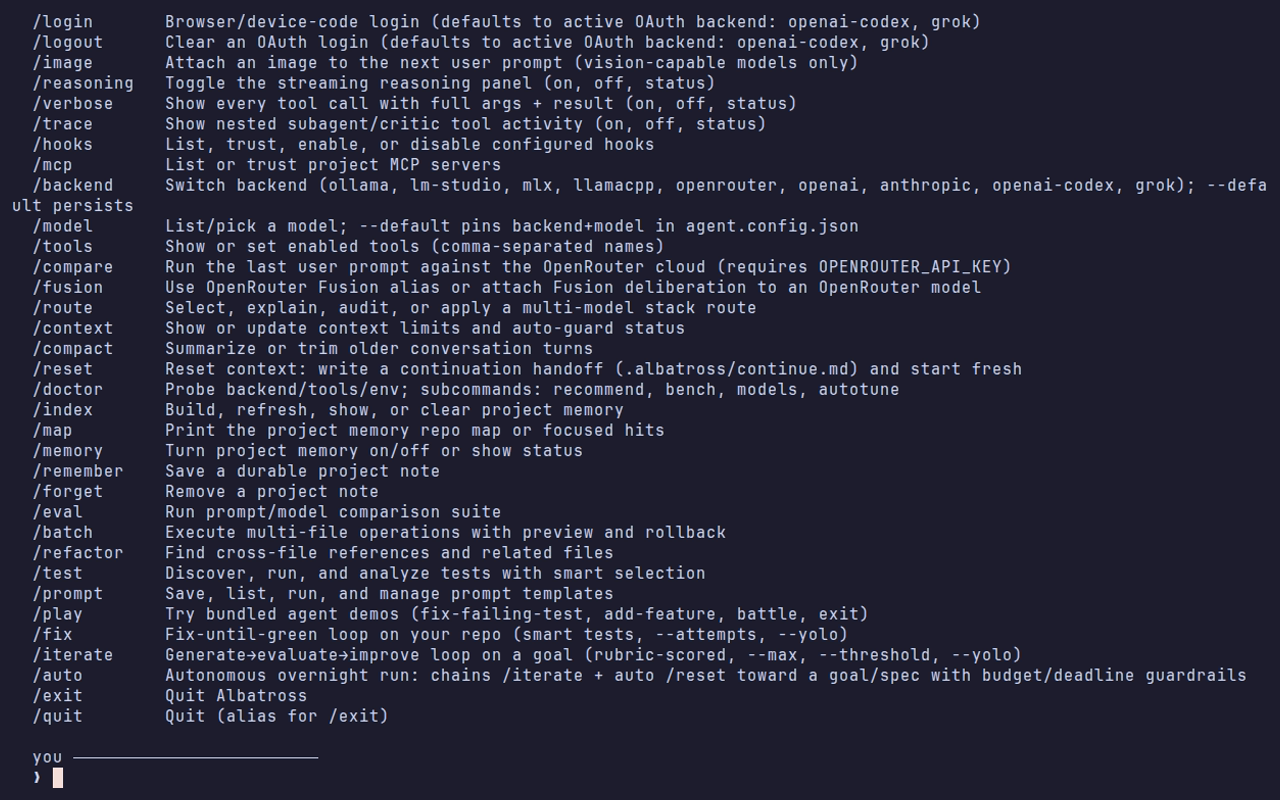 /login       Browser/device-code login (defaults to active OAuth backend: openai-codex, grok)
/logout      Clear an OAuth login (defaults to active OAuth backend: openai-codex, grok)
/image       Attach an image to the next user prompt (vision-capable models only)
/reasoning   Toggle the streaming reasoning panel (on, off, status)
/verbose     Show every tool call with full args + result (on, off, status)
/trace       Show nested subagent/critic tool activity (on, off, status)
/hooks       List, trust, enable, or disable configured hooks
/mcp         List or trust project MCP servers
/backend     Switch backend (ollama, lm-studio, mlx, llamacpp, openrouter, openai, anthropic, openai-codex, grok); --defa
ult persists
/model       List/pick a model; --default pins backend+model in agent.config.json
/tools       Show or set enabled tools (comma-separated names)
/compare     Run the last user prompt against the OpenRouter cloud (requires OPENROUTER_API_KEY)
/fusion      Use OpenRouter Fusion alias or attach Fusion deliberation to an OpenRouter model
/route       Select, explain, audit, or apply a multi-model stack route
/context     Show or update context limits and auto-guard status
/compact     Summarize or trim older conversation turns
/reset       Reset context: write a continuation handoff (.albatross/continue.md) and start fresh
/doctor      Probe backend/tools/env; subcommands: recommend, bench, models, autotune
/index       Build, refresh, show, or clear project memory
/map         Print the project memory repo map or focused hits
/memory      Turn project memory on/off or show status
/remember    Save a durable project note
/forget      Remove a project note
/eval        Run prompt/model comparison suite
/batch       Execute multi-file operations with preview and rollback
/refactor    Find cross-file references and related files
/test        Discover, run, and analyze tests with smart selection
/prompt      Save, list, run, and manage prompt templates
/play        Try bundled agent demos (fix-failing-test, add-feature, battle, exit)
/fix         Fix-until-green loop on your repo (smart tests, --attempts, --yolo)
/iterate     Generate→evaluate→improve loop on a goal (rubric-scored, --max, --threshold, --yolo)
/auto        Autonomous overnight run: chains /iterate + auto /reset toward a goal/spec with budget/deadline guardrails
/exit        Quit Albatross
/quit        Quit (alias for /exit)
you ────────────────────────
❯